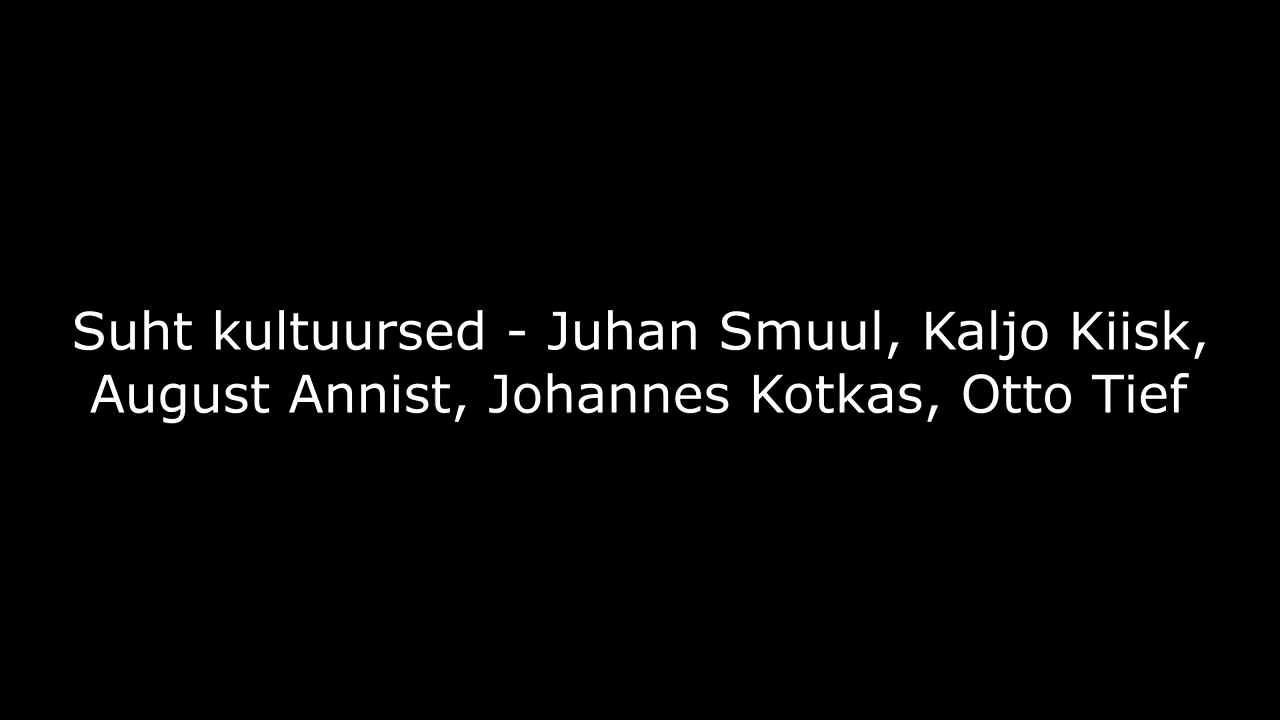 Suht kultuursed - Juhan Smuul, Kaljo Kiisk,
August Annist, Johannes Kotkas, Otto Tief